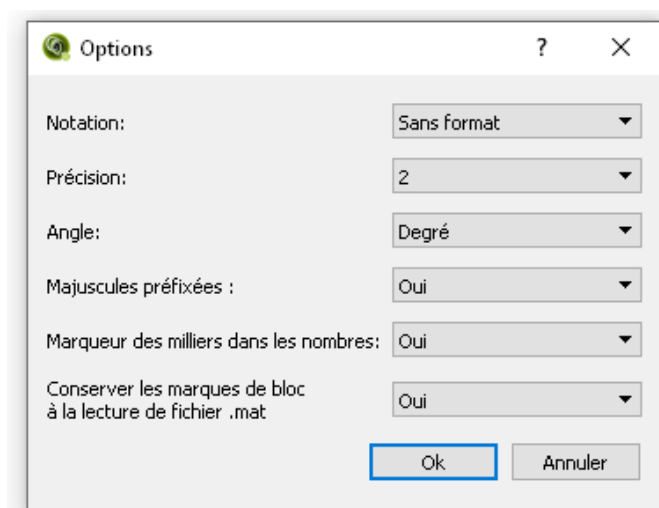 Options
?
Notation: Sans format
Précision: 2
Angle: Degré
Majuscules préfixées : Oui
Marqueur des milliers dans les nombres: Oui
Conserver les marques de bloc
à la lecture de fichier .mat Oui
Ok Annuler